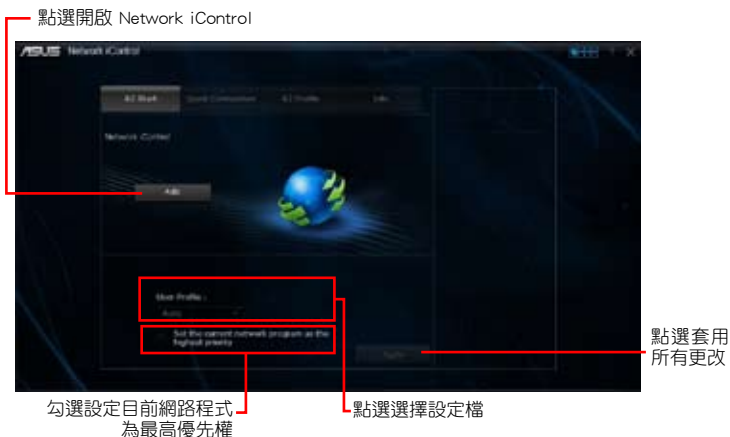 點選開啟 Network iControl
ASUS Network iControl
EZ Start Quick Connection EZ Profile Info
Network iControl
User Profile :
Auto
Set the current network program as the
highest priority
點選套用
所有更改
勾選設定目前網路程式
為最高優先權
點選選擇設定檔